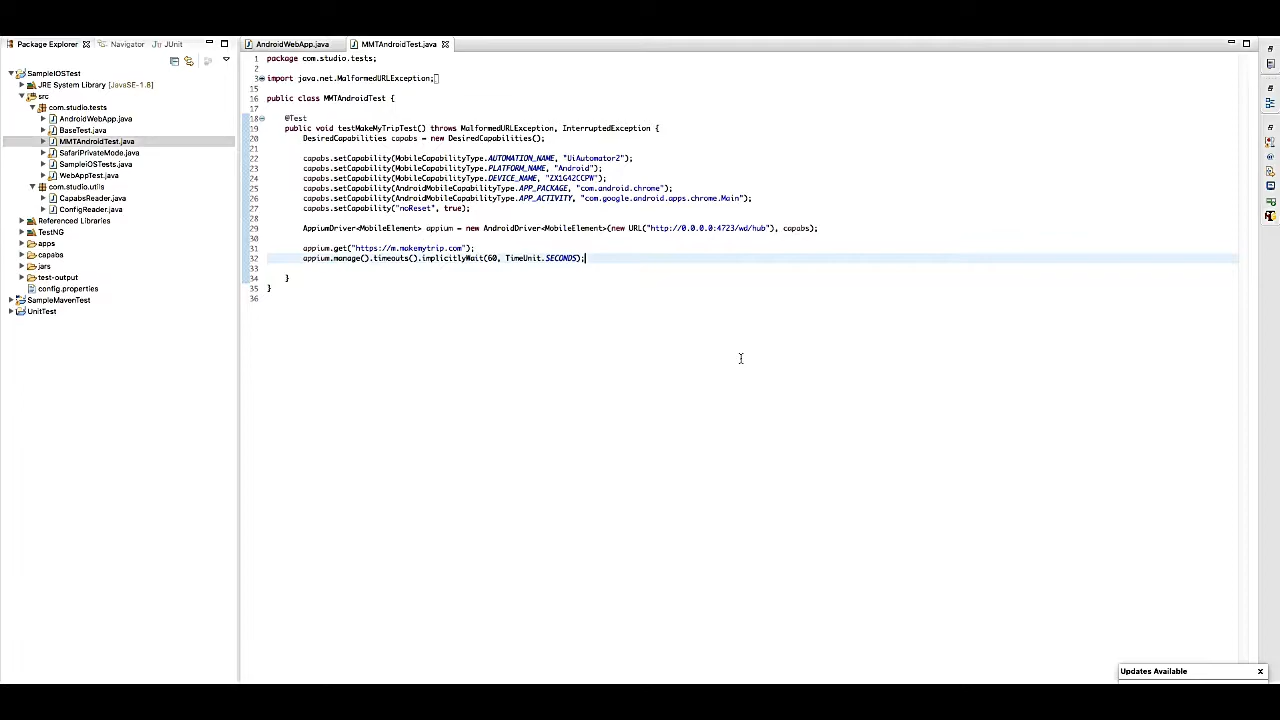 Package Explorer
Navigator
JUnit
AndroidWebApp.java
MMTAndroidTest.java
SampleIOSTest
JRE System Library [JavaSE-1.8]
src
com.studio.tests
AndroidWebApp.java
BaseTest.java
MMTAndroidTest.java
SafariPrivateMode.java
SampleiOSTests.java
WebAppTest.java
com.studio.utils
CapabsReader.java
ConfigReader.java
Referenced Libraries
TestNG
apps
capabs
jars
test-output
config.properties
SampleMavenTest
UnitTest
1 package com.studio.tests;
2
3 import java.net.MalformedURLException;
15
16 public class MMTAndroidTest {
17
18 @Test
19 public void testMakeMyTripTest() throws MalformedURLException, InterruptedException {
20 DesiredCapabilities capabs = new DesiredCapabilities();
21
22 capabs.setCapability(MobileCapabilityType.AUTOMATION_NAME, "UiAutomator2");
23 capabs.setCapability(MobileCapabilityType.PLATFORM_NAME, "Android");
24 capabs.setCapability(MobileCapabilityType.DEVICE_NAME, "ZX1G42CCPW");
25 capabs.setCapability(AndroidMobileCapabilityType.APP_PACKAGE, "com.android.chrome");
26 capabs.setCapability(AndroidMobileCapabilityType.APP_ACTIVITY, "com.google.android.apps.chrome.Main");
27 capabs.setCapability("noReset", true);
28
29 AppiumDriver<MobileElement> appium = new AndroidDriver<MobileElement>(new URL("http://0.0.0.0:4723/wd/hub"), capabs);
30
31 appium.get("https://m.makemytrip.com");
32 appium.manage().timeouts().implicitlyWait(60, TimeUnit.SECONDS);
33
34 }
35 }
36
Updates Available